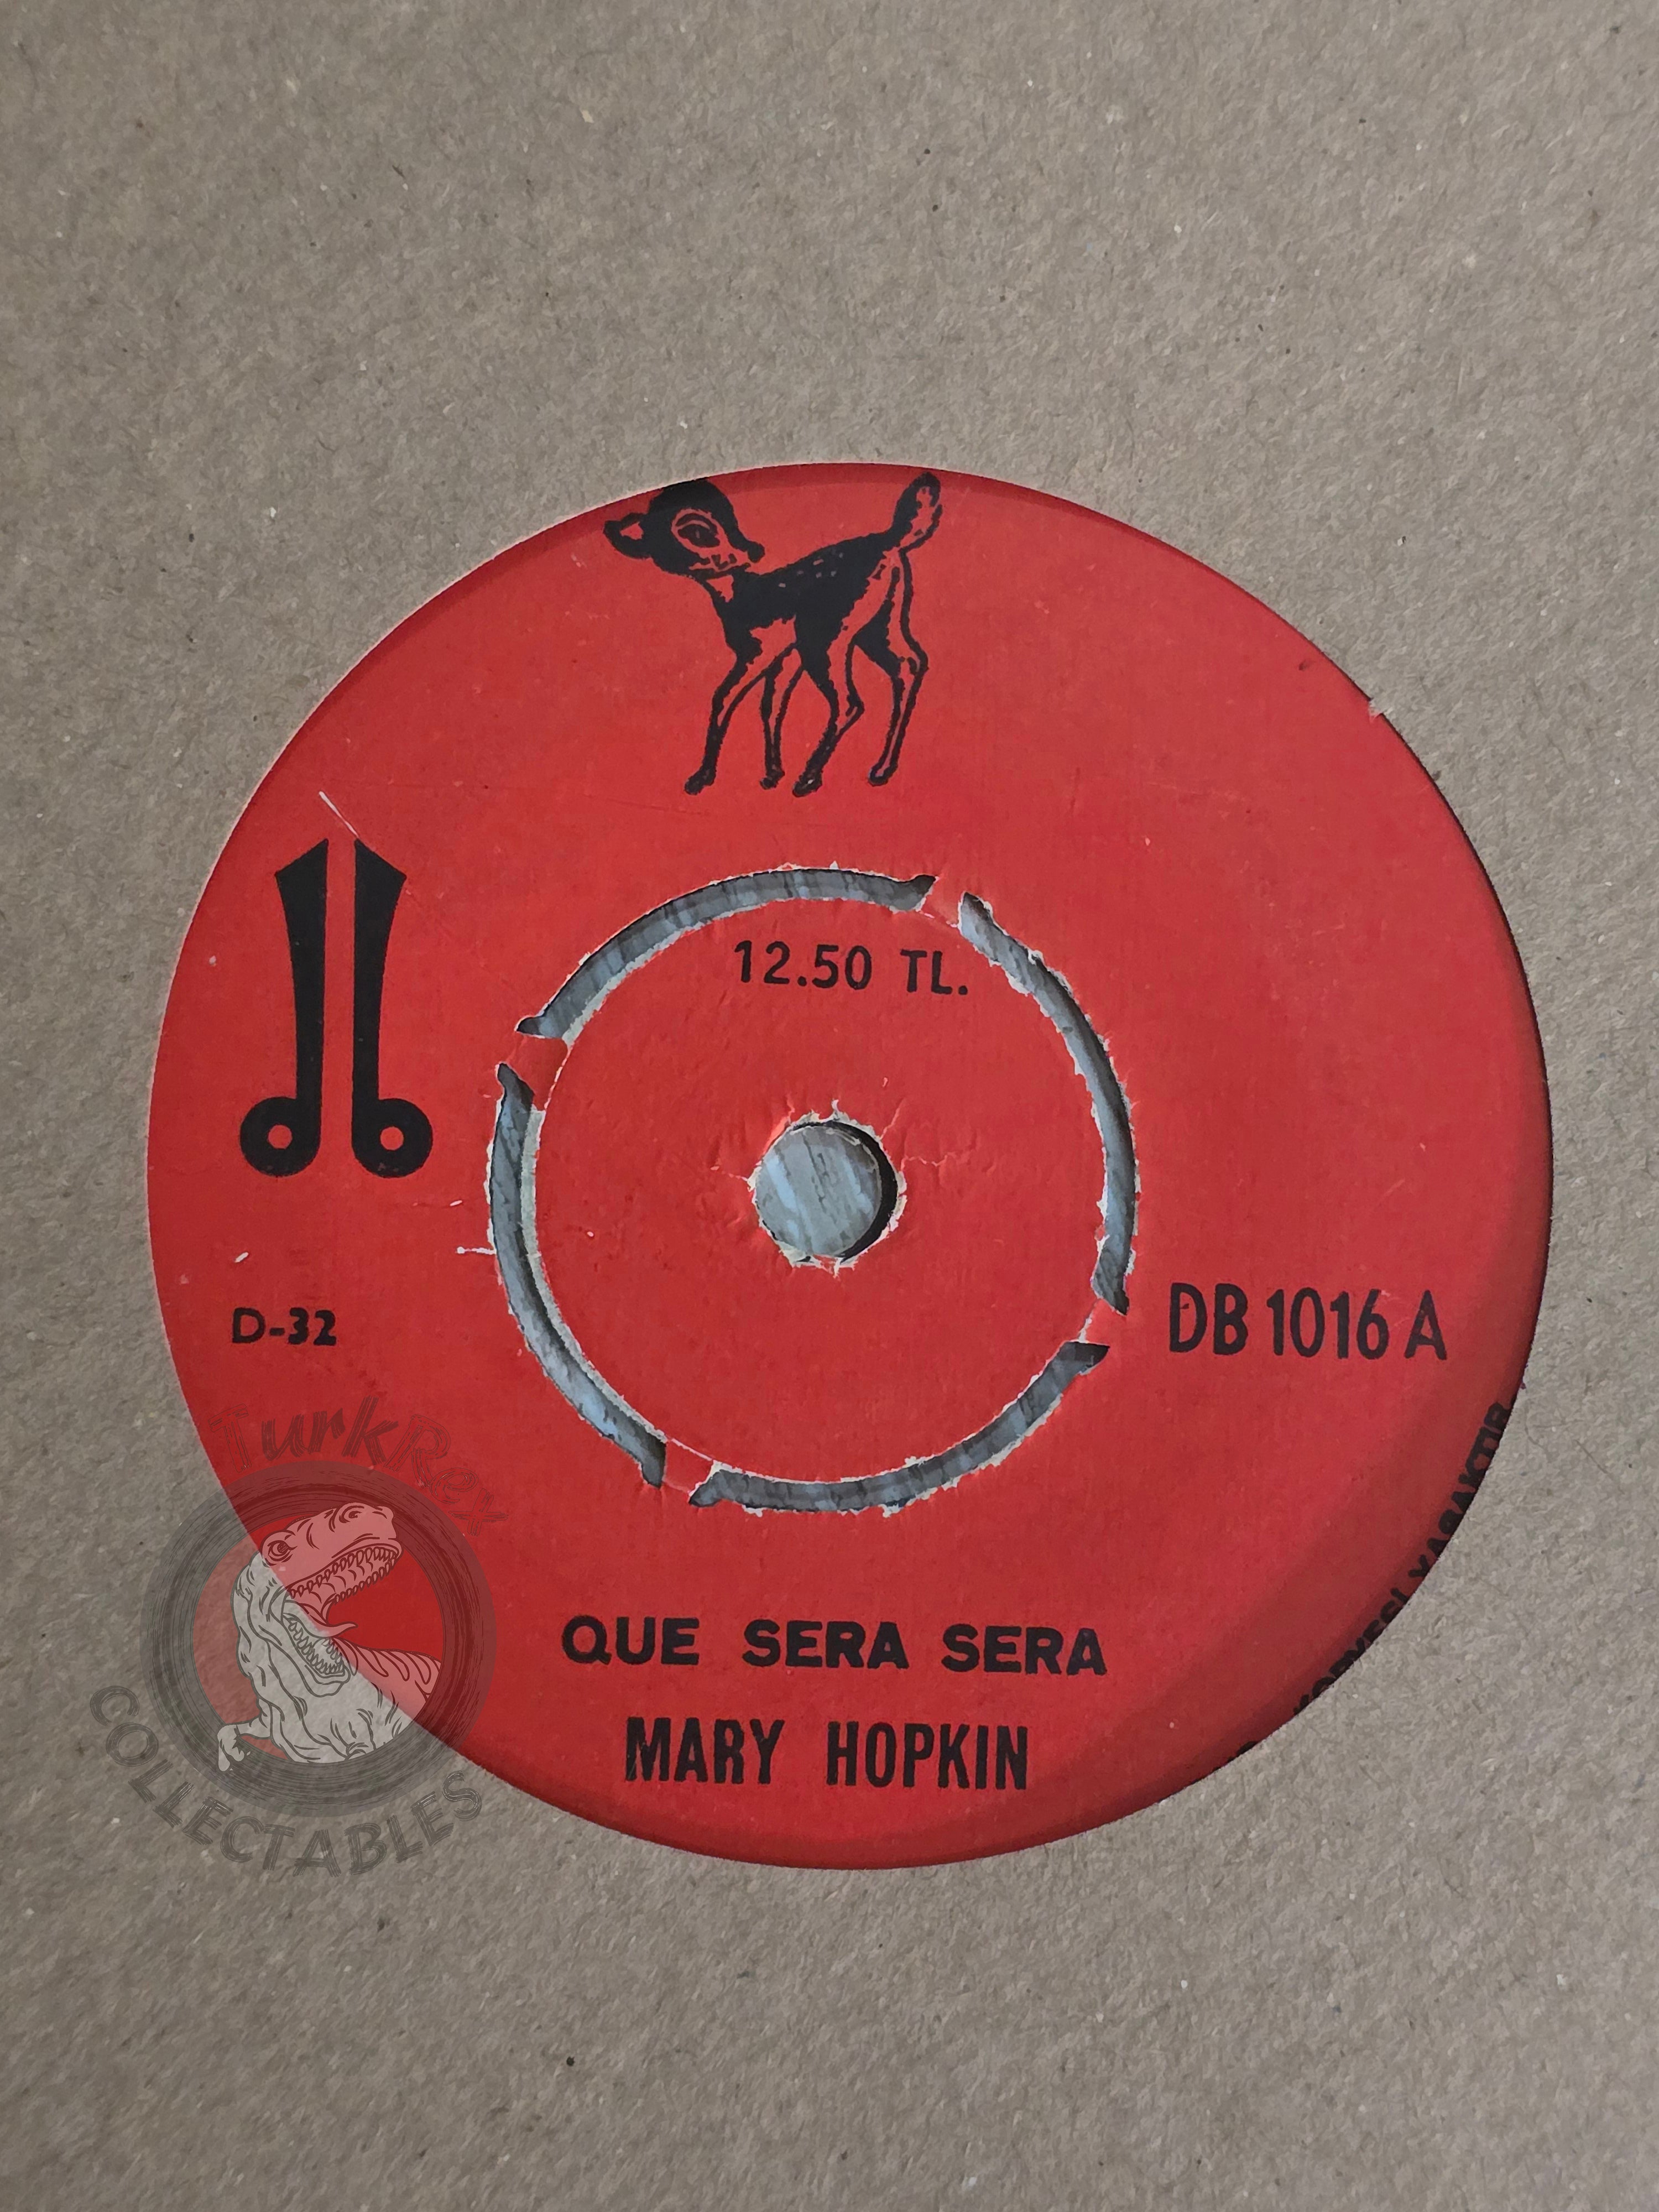 12.50 TL.
D-32
DB 1016 A
QUE SERA SERA
MARY HOPKIN
TurkRex
COLLECTABLES